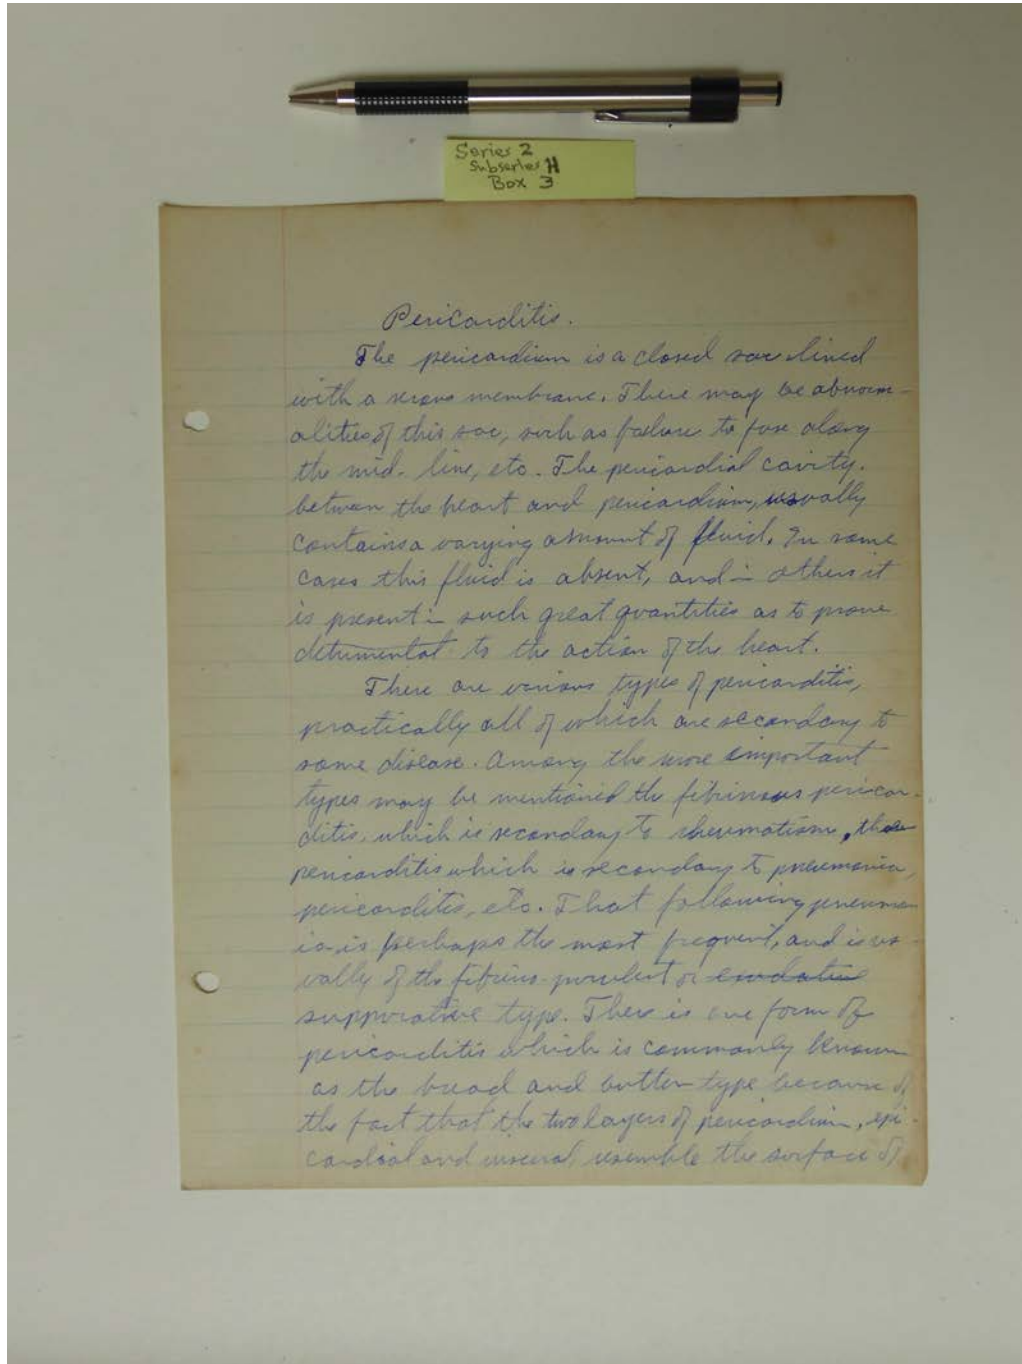 Series 2
Subseries H
Box 3
Pericarditis.
The pericardium is a closed sac lined
with a serous membrane. There may be abnorm-
alities of this sac, such as failure to fuse along
the mid-line, etc. The pericardial cavity.
between the heart and pericardium, usually
contains a varying amount of fluid. In some
cases this fluid is absent, and in others it
is present in such great quantities as to prove
detrimental to the action of the heart.
There are various types of pericarditis,
practically all of which are secondary to
some disease. Among the more important
types may be mentioned the fibrinous pericar-
ditis, which is secondary to rheumatism, the
pericarditis which is secondary to pneumonia,
pericarditis, etc. That following pneumon
ia, is perhaps the most frequent, and is us-
ually of the fibrino-purulent or exudative
suppurative type. There is one form of
pericarditis which is commonly known
as the bread and butter type because of
the fact that the two layers of pericardium, epi-
cardial and visceral, resemble the surface of